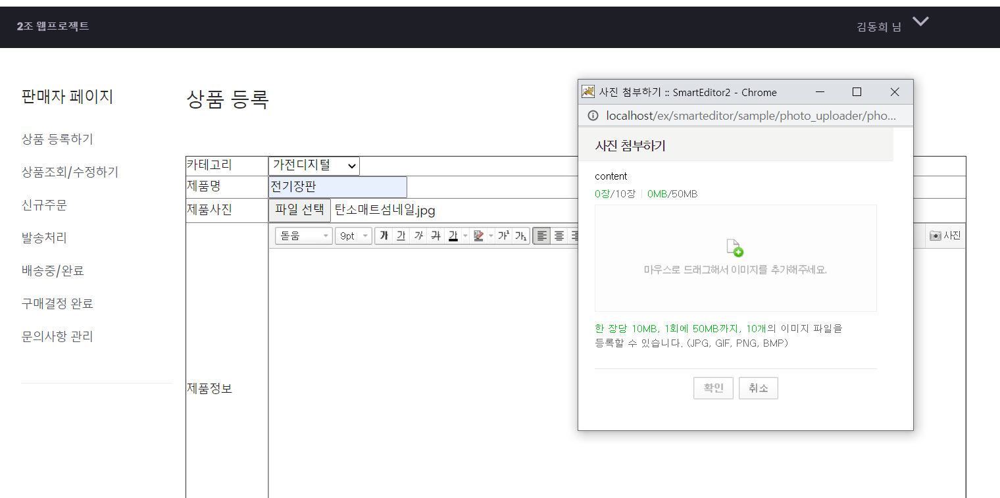 2조 웹프로젝트
김동희 님
판매자 페이지
상품 등록하기
상품조회/수정하기
신규주문
발송처리
배송중/완료
구매결정 완료
문의사항 관리
상품 등록
카테고리 가전디지털
제품명 전기장판
제품사진 파일 선택 탄소매트섬네일.jpg
돋움 9pt 가 가 가 가 가 가¹ 가₁ 사진
제품정보
사진 첨부하기 :: SmartEditor2 - Chrome
localhost/ex/smarteditor/sample/photo_uploader/pho...
사진 첨부하기
content
0장/10장 | 0MB/50MB
마우스로 드래그해서 이미지를 추가해주세요.
한 장당 10MB, 1회에 50MB까지, 10개의 이미지 파일을
등록할 수 있습니다. (JPG, GIF, PNG, BMP)
확인 취소